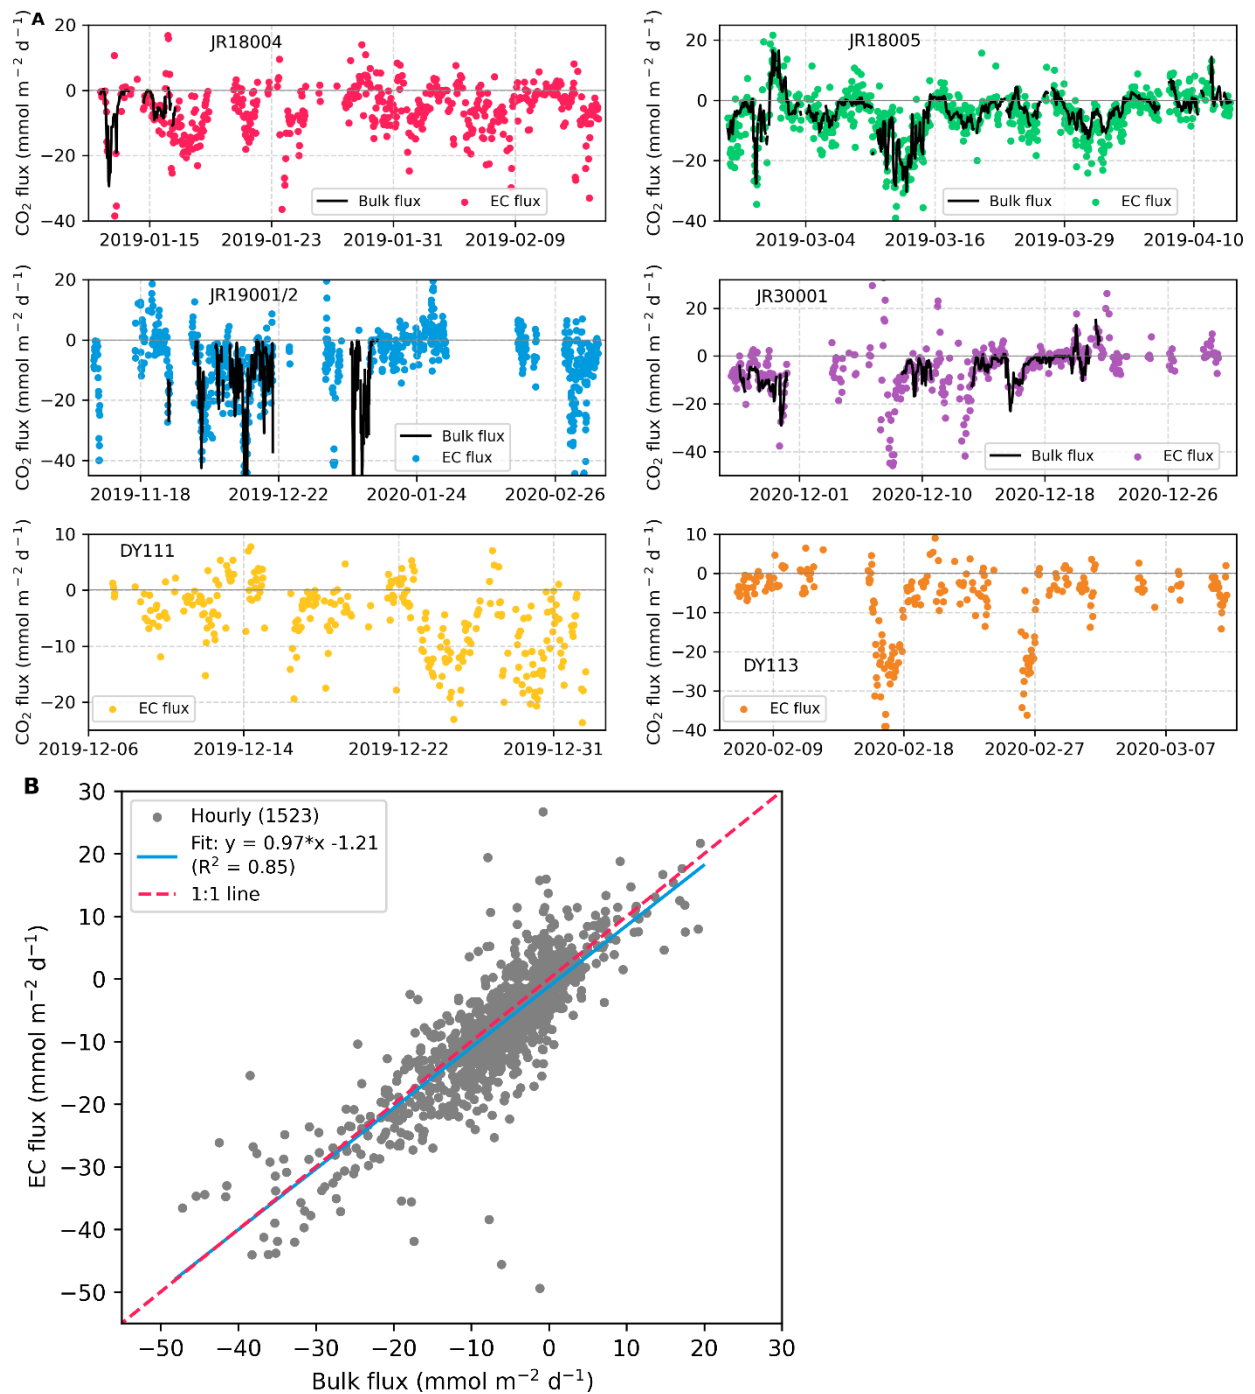 A
CO₂ flux (mmol m⁻² d⁻¹)
20
0
−20
−40
JR18004
Bulk flux
EC flux
2019-01-15
2019-01-23
2019-01-31
2019-02-09
CO₂ flux (mmol m⁻² d⁻¹)
20
0
−20
−40
JR18005
Bulk flux
EC flux
2019-03-04
2019-03-16
2019-03-29
2019-04-10
CO₂ flux (mmol m⁻² d⁻¹)
20
0
−20
−40
JR19001/2
Bulk flux
EC flux
2019-11-18
2019-12-22
2020-01-24
2020-02-26
CO₂ flux (mmol m⁻² d⁻¹)
20
0
−20
−40
JR30001
Bulk flux
EC flux
2020-12-01
2020-12-10
2020-12-18
2020-12-26
CO₂ flux (mmol m⁻² d⁻¹)
10
0
−10
−20
DY111
EC flux
2019-12-06
2019-12-14
2019-12-22
2019-12-31
CO₂ flux (mmol m⁻² d⁻¹)
10
0
−10
−20
−30
−40
DY113
EC flux
2020-02-09
2020-02-18
2020-02-27
2020-03-07
B
EC flux (mmol m⁻² d⁻¹)
30
20
10
0
−10
−20
−30
−40
−50
Hourly (1523)
Fit: y = 0.97*x -1.21
(R² = 0.85)
1:1 line
−50
−40
−30
−20
−10
0
10
20
30
Bulk flux (mmol m⁻² d⁻¹)